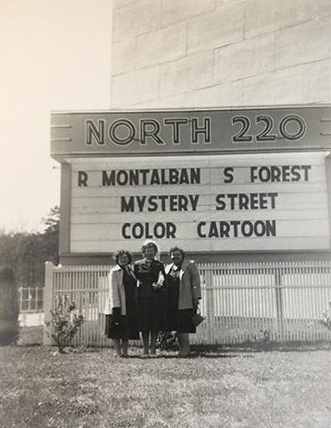 NORTH 220
R MONTALBAN S FOREST
MYSTERY STREET
COLOR CARTOON